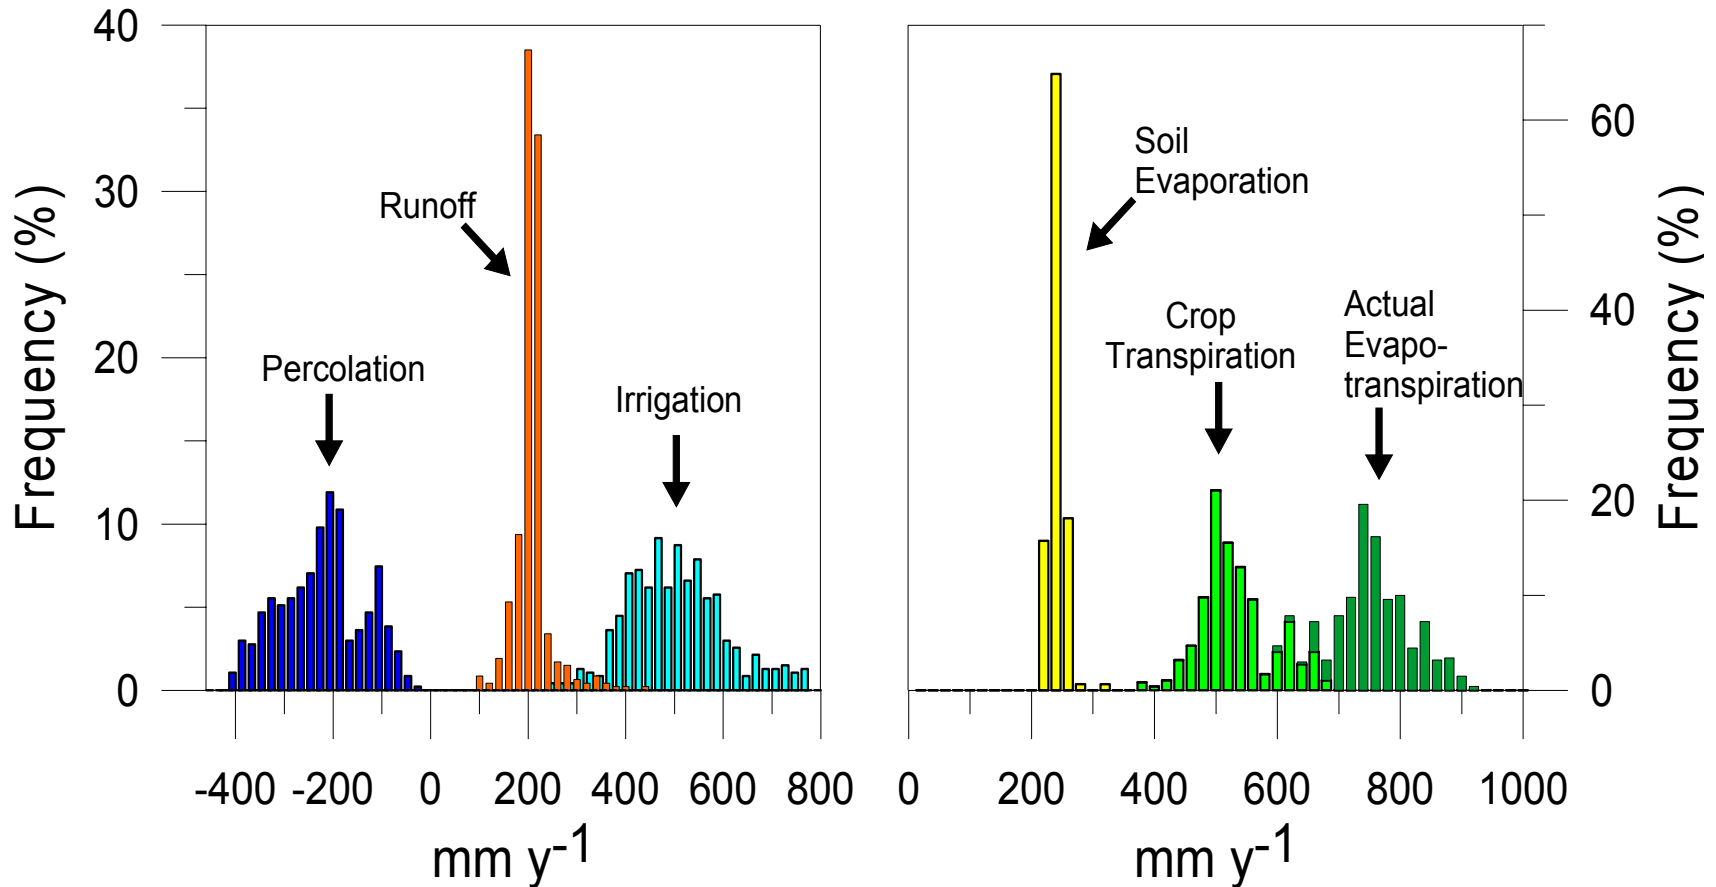 40
30
20
10
0
Frequency (%)
Runoff
Percolation
Irrigation
-400 -200 0 200 400 600 800
mm y-1
Soil
Evaporation
Crop
Transpiration
Actual
Evapo-
transpiration
60
40
20
0
Frequency (%)
0 200 400 600 800 1000
mm y-1